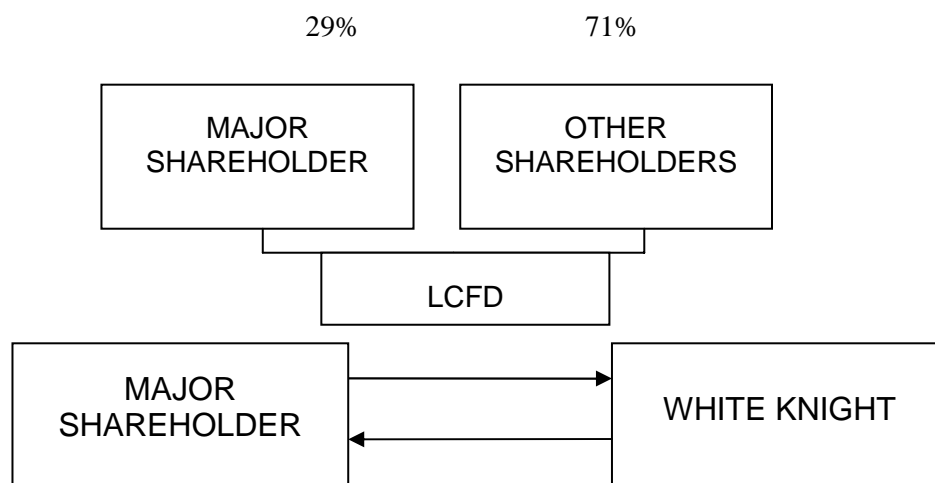 29% 71%
MAJOR
SHAREHOLDER
OTHER
SHAREHOLDERS
LCFD
MAJOR
SHAREHOLDER
WHITE KNIGHT